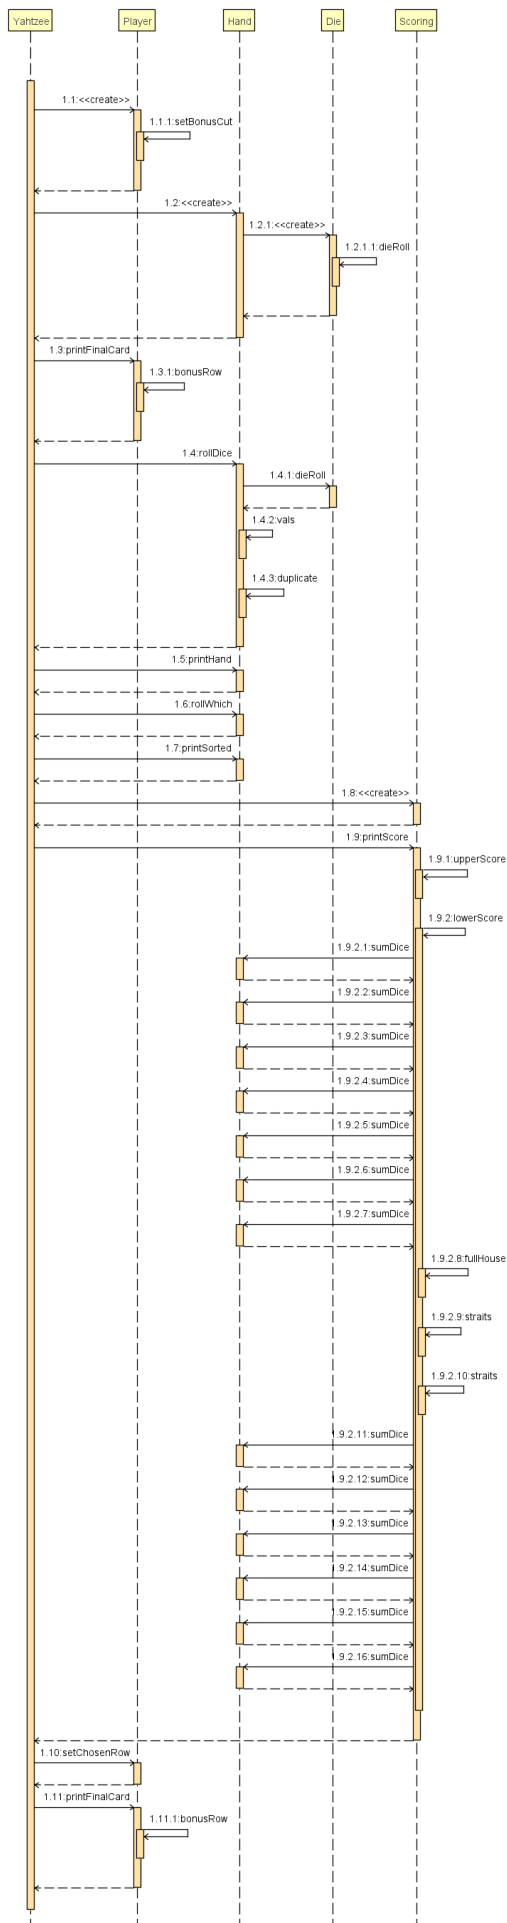 Yahtzee Player Hand Die Scoring
1.1:<<create>>
1.1.1:setBonusCut
1.2:<<create>>
1.2.1:<<create>>
1.2.1.1:dieRoll
1.3:printFinalCard
1.3.1:bonusRow
1.4:rollDice
1.4.1:dieRoll
1.4.2:vals
1.4.3:duplicate
1.5:printHand
1.6:rollWhich
1.7:printSorted
1.8:<<create>>
1.9:printScore
1.9.1:upperScore
1.9.2:lowerScore
1.9.2.1:sumDice
1.9.2.2:sumDice
1.9.2.3:sumDice
1.9.2.4:sumDice
1.9.2.5:sumDice
1.9.2.6:sumDice
1.9.2.7:sumDice
1.9.2.8:fullHouse
1.9.2.9:straits
1.9.2.10:straits
1.9.2.11:sumDice
1.9.2.12:sumDice
1.9.2.13:sumDice
1.9.2.14:sumDice
1.9.2.15:sumDice
1.9.2.16:sumDice
1.10:setChosenRow
1.11:printFinalCard
1.11.1:bonusRow